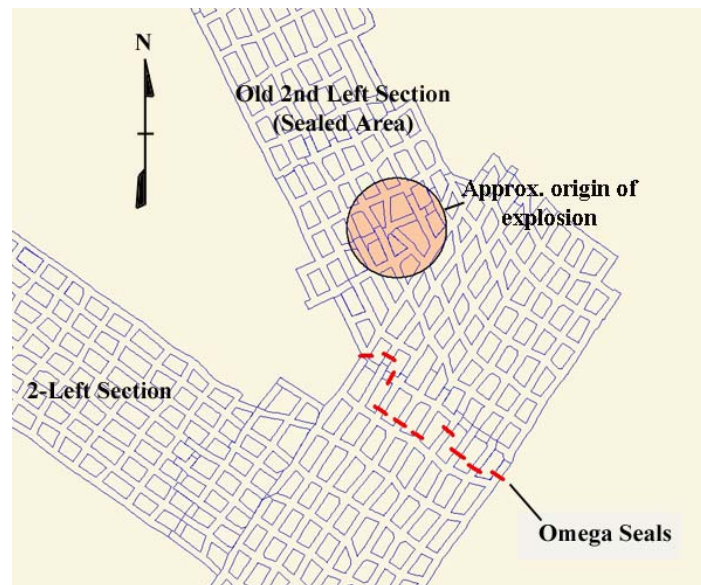 N
Old 2nd Left Section
(Sealed Area)
Approx. origin of
explosion
2-Left Section
Omega Seals